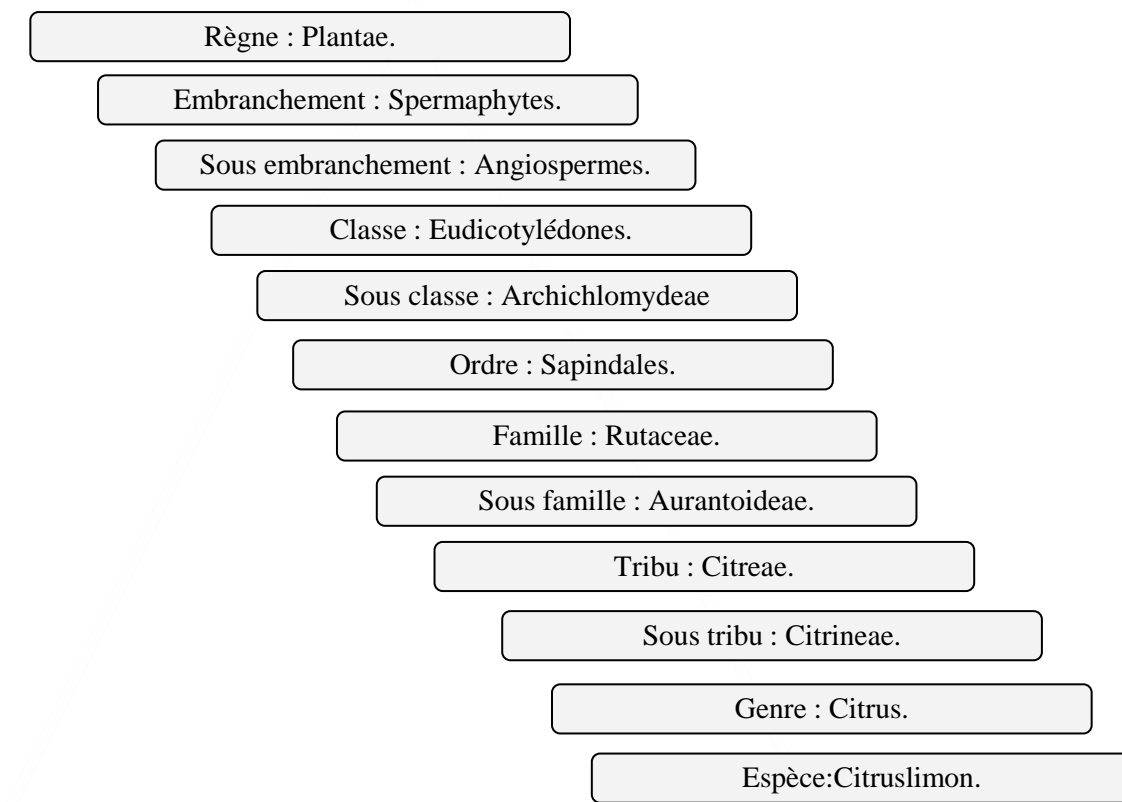 Règne : Plantae.
Embranchement : Spermaphytes.
Sous embranchement : Angiospermes.
Classe : Eudicotylédones.
Sous classe : Archichlomydeae
Ordre : Sapindales.
Famille : Rutaceae.
Sous famille : Aurantoideae.
Tribu : Citreae.
Sous tribu : Citrineae.
Genre : Citrus.
Espèce:Citruslimon.